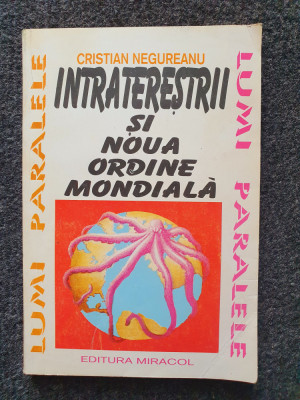 CRISTIAN NEGUREANU
INTRATEREȘTRII
ȘI
NOUA
ORDINE
MONDIALĂ
LUMI PARALELE
LUMI PARALELE
EDITURA MIRACOL